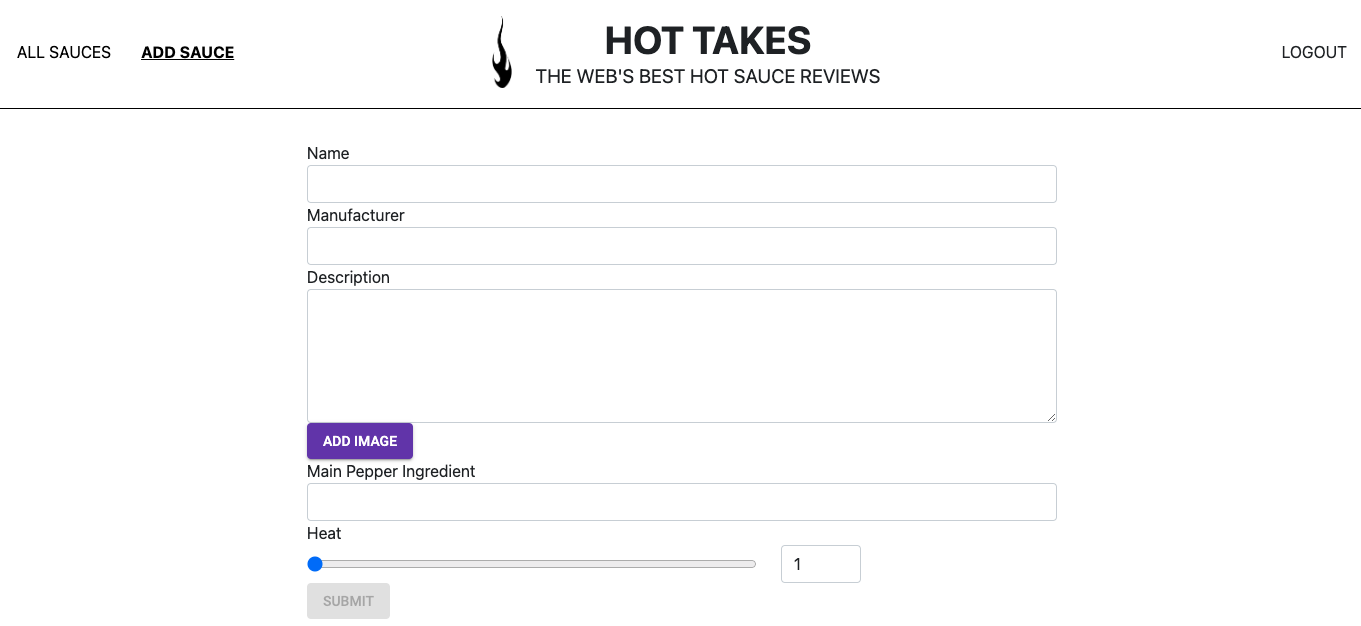 ALL SAUCES
ADD SAUCE
HOT TAKES
THE WEB'S BEST HOT SAUCE REVIEWS
LOGOUT
Name
Manufacturer
Description
ADD IMAGE
Main Pepper Ingredient
Heat
1
SUBMIT